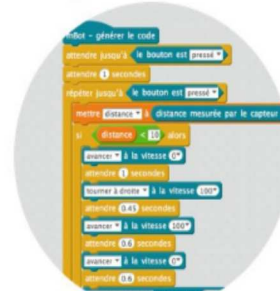 mBot - générer le code
attendre jusqu'à le bouton est pressé
attendre 1 secondes
répéter jusqu'à le bouton est pressé
mettre distance à distance mesurée par le capteur
si distance < 10 alors
avancer à la vitesse 0
attendre 1 secondes
tourner à droite à la vitesse 100
attendre 0.45 secondes
avancer à la vitesse 100
attendre 0.6 secondes
avancer à la vitesse 0
attendre 0.6 secondes